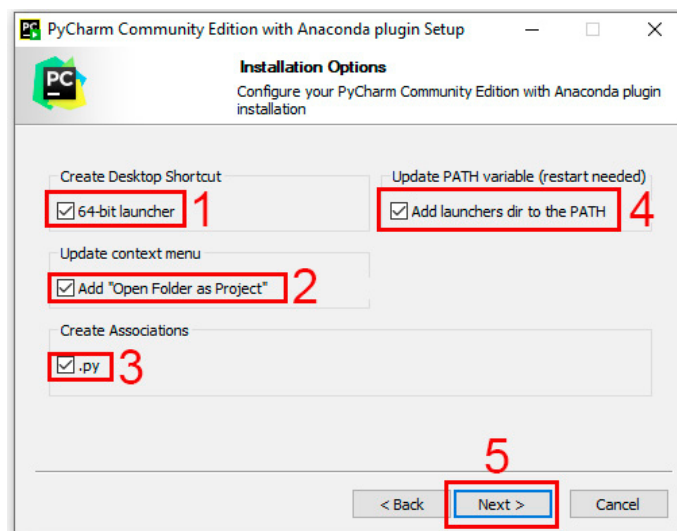 PC PyCharm Community Edition with Anaconda plugin Setup
PC
Installation Options
Configure your PyCharm Community Edition with Anaconda plugin
installation
Create Desktop Shortcut
64-bit launcher 1
Update PATH variable (restart needed)
Add launchers dir to the PATH 4
Update context menu
Add "Open Folder as Project" 2
Create Associations
.py 3
5
< Back Next > Cancel